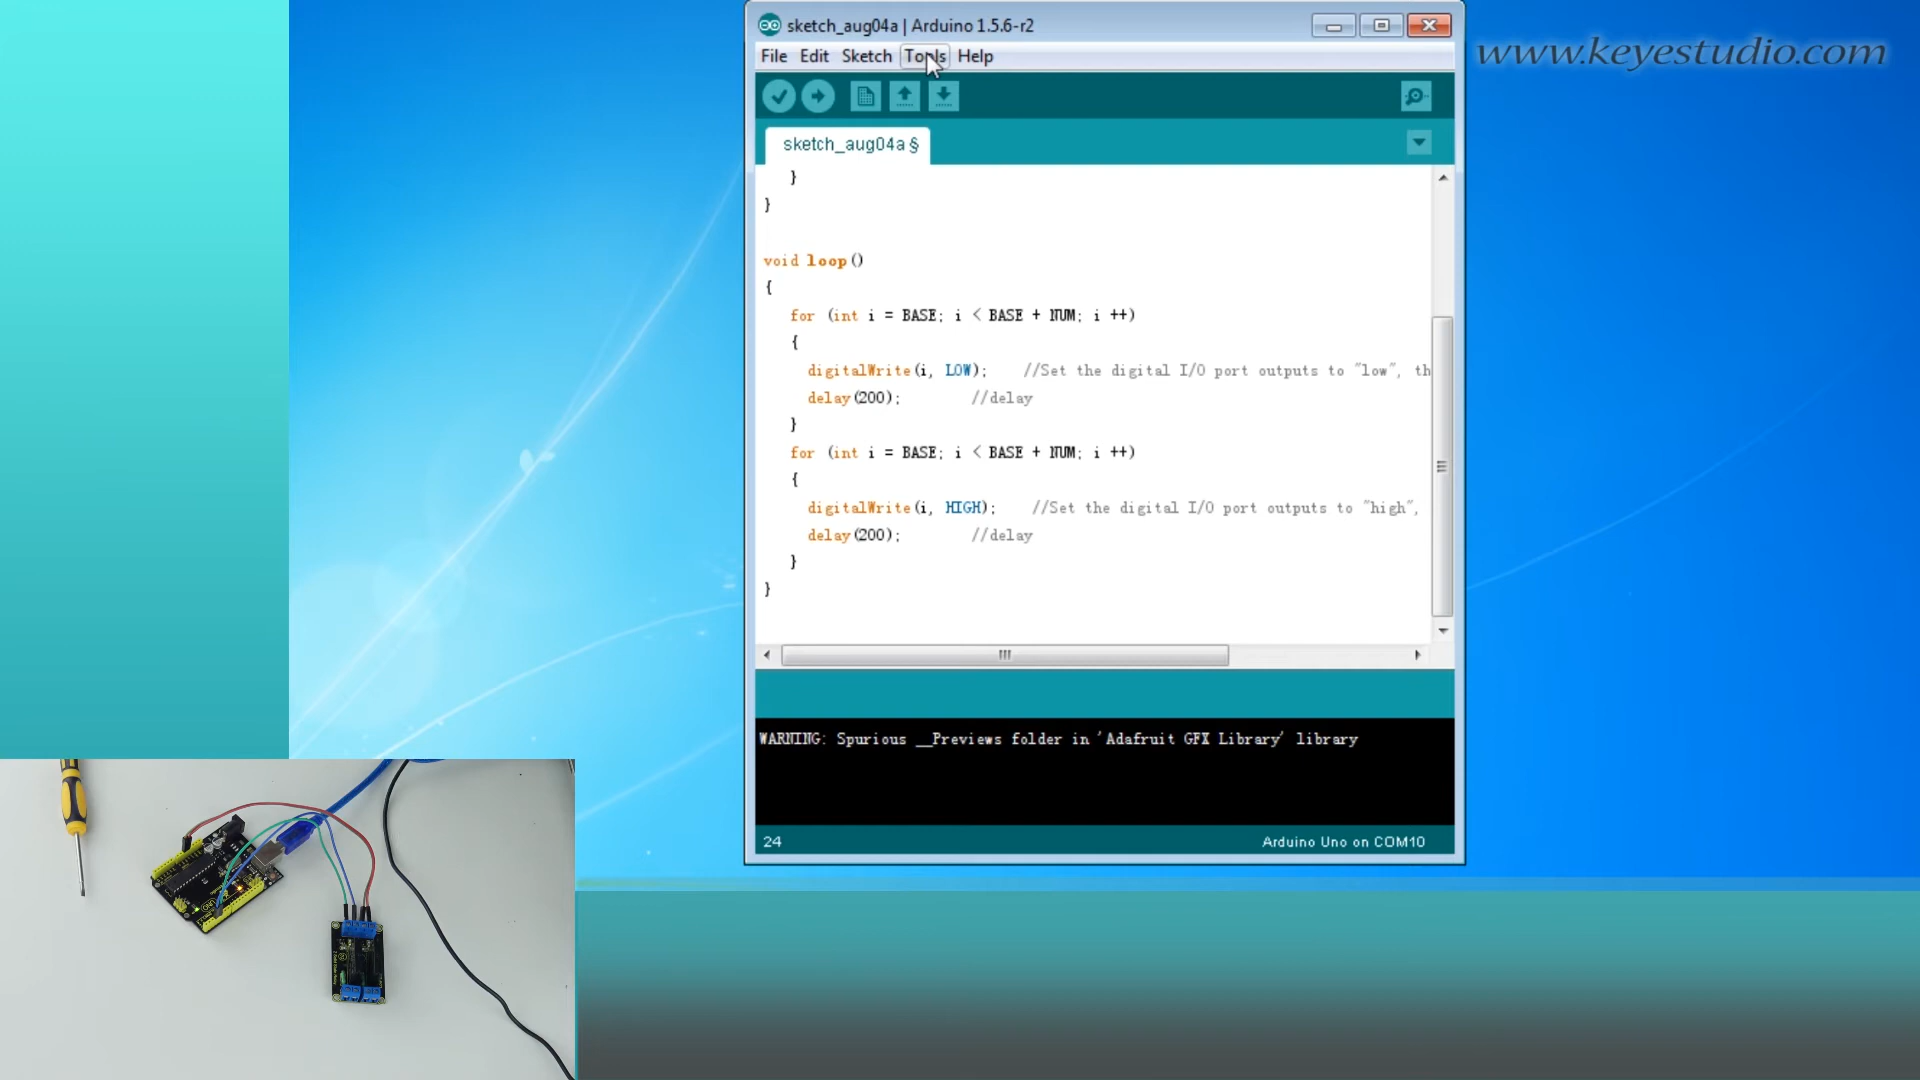 sketch_aug04a | Arduino 1.5.6-r2
www.keyestudio.com
File Edit Sketch Tools Help
sketch_aug04a §
}
}
void loop()
{
for (int i = BASE; i < BASE + NUM; i ++)
{
digitalWrite(i, LOW); //Set the digital I/O port outputs to "low", th
delay(200); //delay
}
for (int i = BASE; i < BASE + NUM; i ++)
{
digitalWrite(i, HIGH); //Set the digital I/O port outputs to "high",
delay(200); //delay
}
}
WARNING: Spurious __Previews folder in 'Adafruit GFX Library' library
24
Arduino Uno on COM10